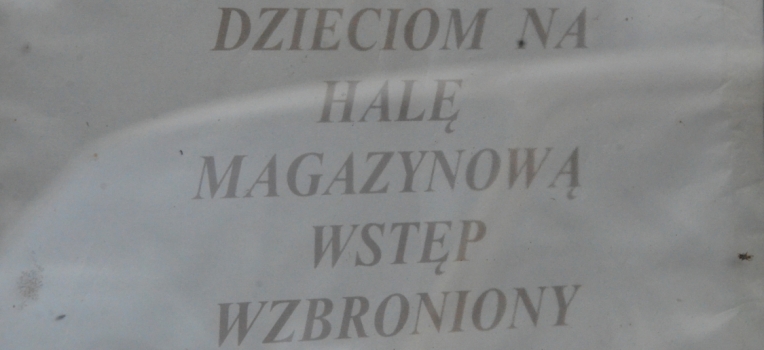 DZIECIOM NA
HALĘ
MAGAZYNOWĄ
WSTĘP
WZBRONIONY